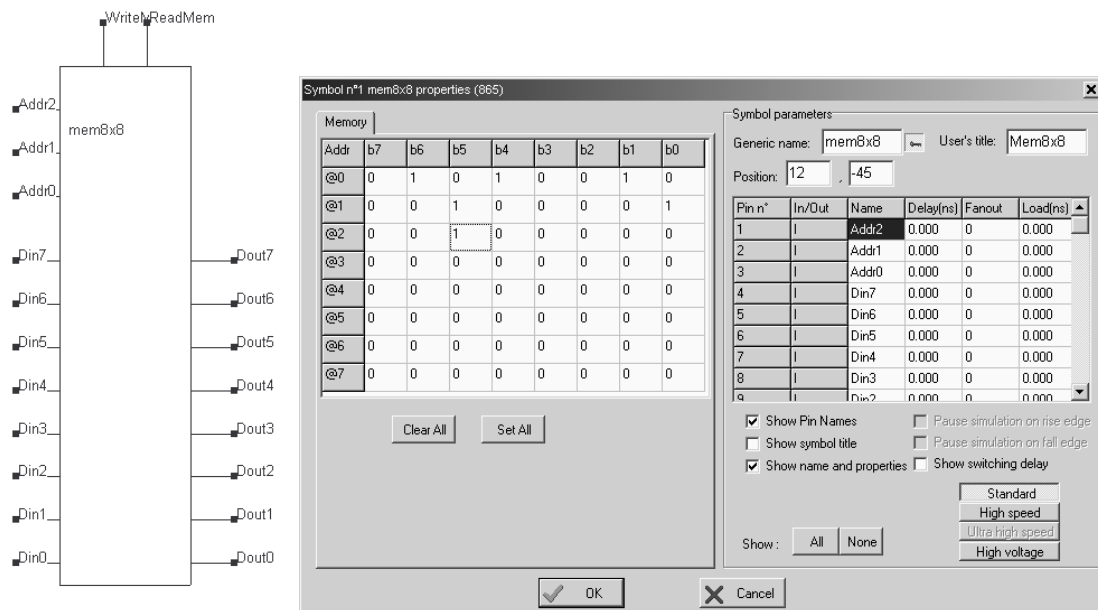 WriteMReadMem
Addr2
mem8x8
Addr1
Addr0
Din7
Dout7
Din6
Dout6
Din5
Dout5
Din4
Dout4
Din3
Dout3
Din2
Dout2
Din1
Dout1
Din0
Dout0
Symbol n°1 mem8x8 properties (865)
Memory
Addr b7 b6 b5 b4 b3 b2 b1 b0
@0 0 1 0 1 0 0 1 0
@1 0 0 1 0 0 0 0 1
@2 0 0 1 0 0 0 0 0
@3 0 0 0 0 0 0 0 0
@4 0 0 0 0 0 0 0 0
@5 0 0 0 0 0 0 0 0
@6 0 0 0 0 0 0 0 0
@7 0 0 0 0 0 0 0 0
Clear All Set All
Symbol parameters
Generic name: mem8x8 User's title: Mem8x8
Position: 12 , -45
Pin n° In/Out Name Delay(ns) Fanout Load(ns)
1 I Addr2 0.000 0 0.000
2 I Addr1 0.000 0 0.000
3 I Addr0 0.000 0 0.000
4 I Din7 0.000 0 0.000
5 I Din6 0.000 0 0.000
6 I Din5 0.000 0 0.000
7 I Din4 0.000 0 0.000
8 I Din3 0.000 0 0.000
9 I Din2 0.000 0 0.000
Show Pin Names Pause simulation on rise edge
Show symbol title Pause simulation on fall edge
Show name and properties Show switching delay
Standard
High speed
Ultra high speed
High voltage
Show : All None
OK Cancel